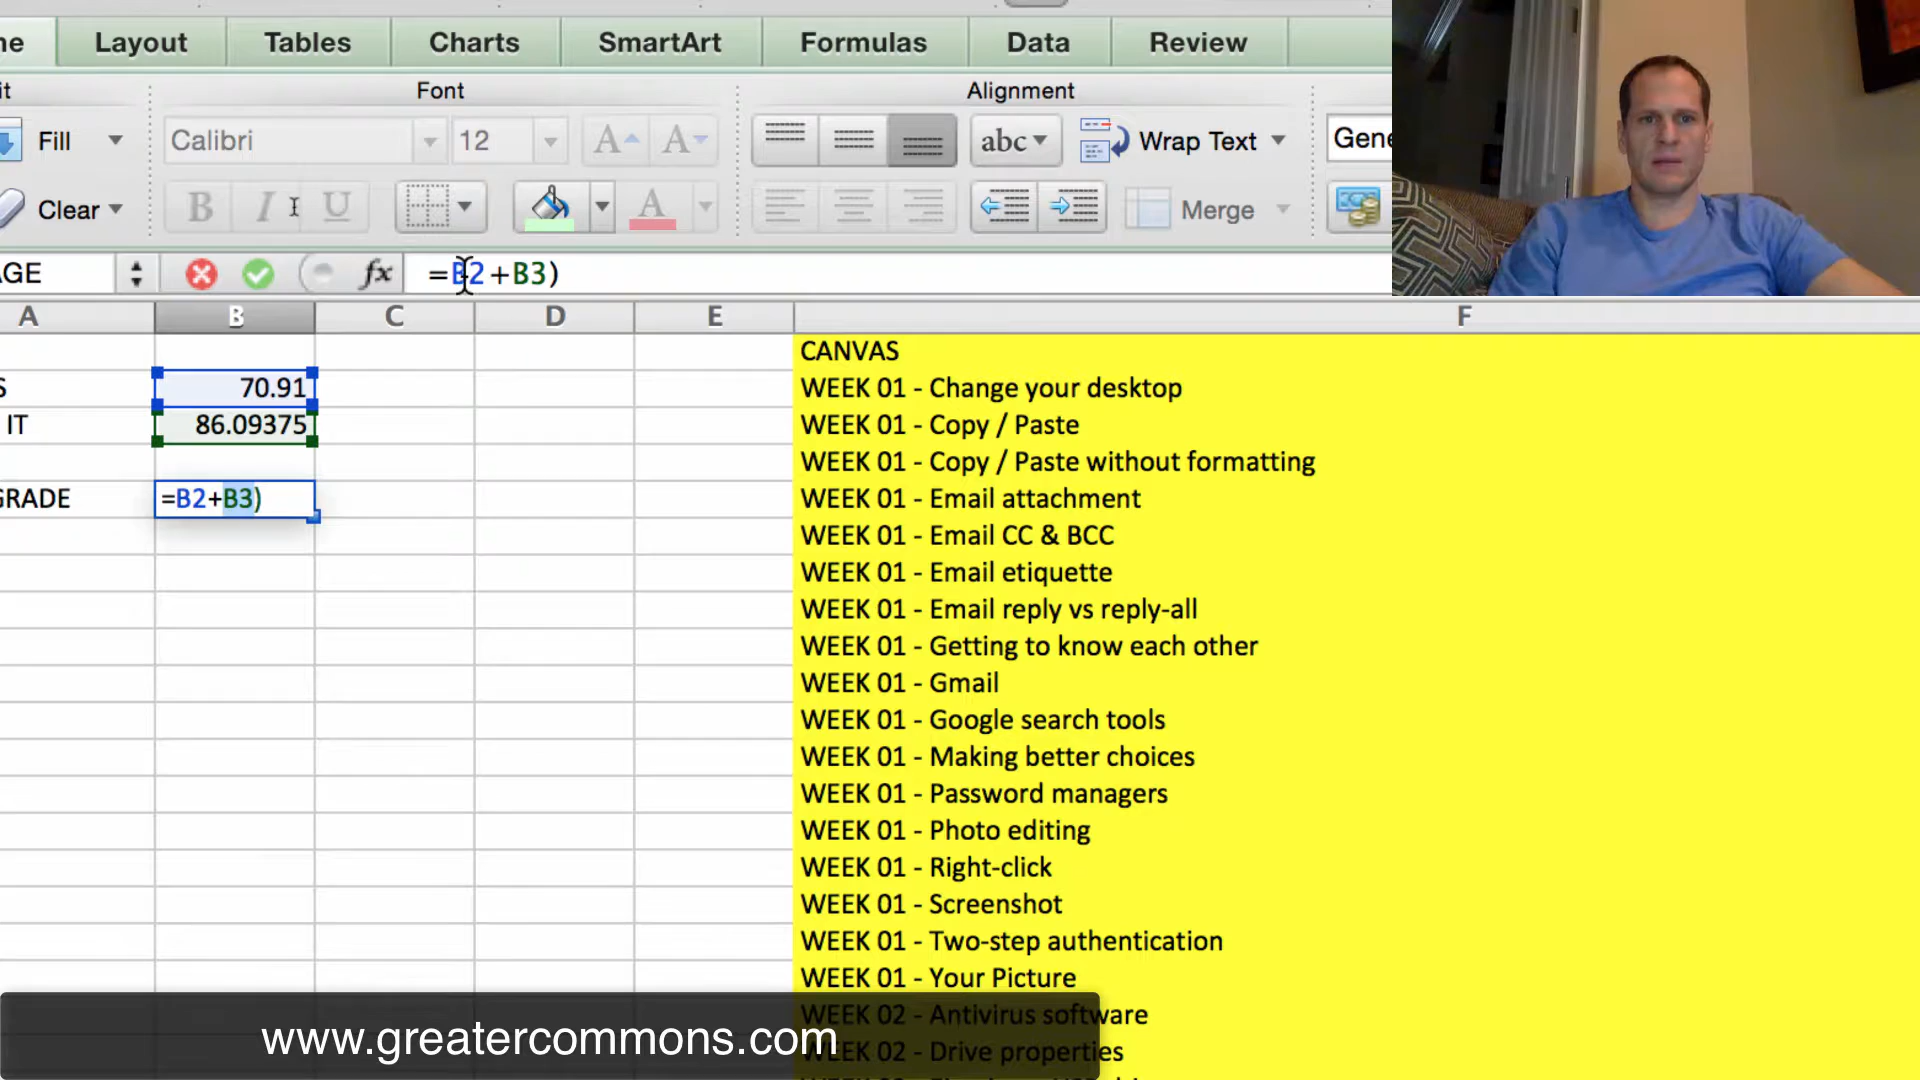 ne Layout Tables Charts SmartArt Formulas Data Review
it Font Alignment
Fill Calibri 12 A A abc Wrap Text Gene
Clear B I U A Merge
AGE fx =B2+B3)
A B C D E F
CANVAS
S 70.91 WEEK 01 - Change your desktop
IT 86.09375 WEEK 01 - Copy / Paste
WEEK 01 - Copy / Paste without formatting
GRADE =B2+B3) WEEK 01 - Email attachment
WEEK 01 - Email CC & BCC
WEEK 01 - Email etiquette
WEEK 01 - Email reply vs reply-all
WEEK 01 - Getting to know each other
WEEK 01 - Gmail
WEEK 01 - Google search tools
WEEK 01 - Making better choices
WEEK 01 - Password managers
WEEK 01 - Photo editing
WEEK 01 - Right-click
WEEK 01 - Screenshot
WEEK 01 - Two-step authentication
WEEK 01 - Your Picture
WEEK 02 - Antivirus software
www.greatercommons.com
WEEK 02 - Drive properties